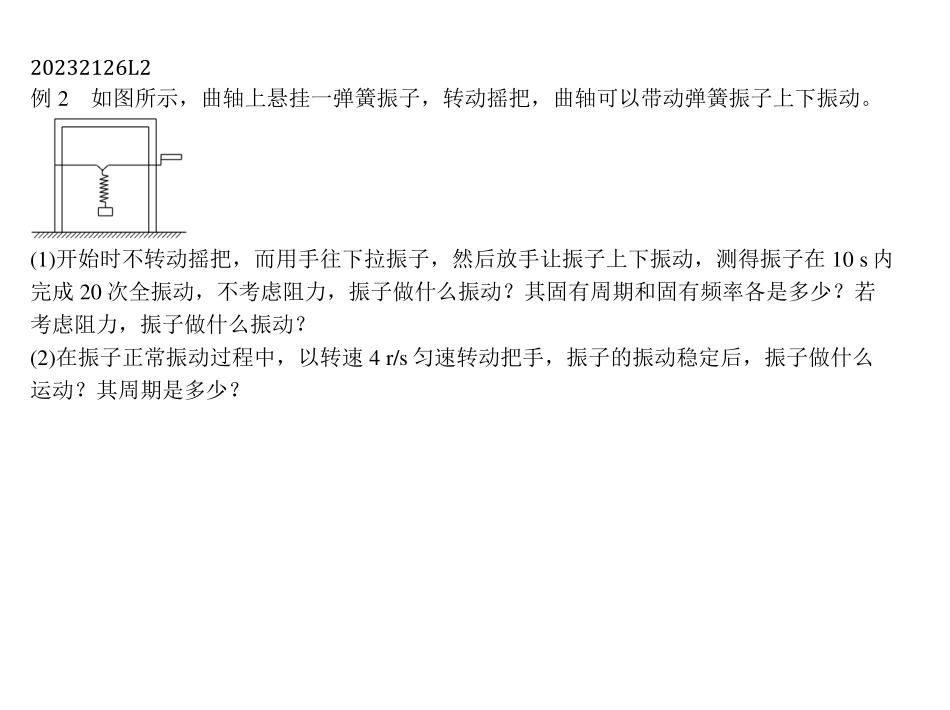 20232126L2
例 2　如图所示，曲轴上悬挂一弹簧振子，转动摇把，曲轴可以带动弹簧振子上下振动。
(1)开始时不转动摇把，而用手往下拉振子，然后放手让振子上下振动，测得振子在 10 s 内
完成 20 次全振动，不考虑阻力，振子做什么振动？其固有周期和固有频率各是多少？若
考虑阻力，振子做什么振动？
(2)在振子正常振动过程中，以转速 4 r/s 匀速转动把手，振子的振动稳定后，振子做什么
运动？其周期是多少？